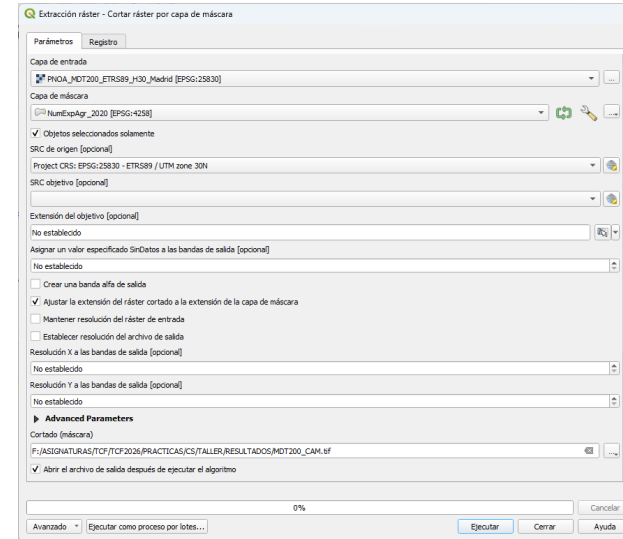 Extracción ráster - Cortar ráster por capa de máscara
Parámetros Registro
Capa de entrada
PNOA_MDT200_ETRS89_H30_Madrid [EPSG:25830]
...
Capa de máscara
NumExpAgr_2020 [EPSG:4258]
...
Objetos seleccionados solamente
SRC de origen [opcional]
Project CRS: EPSG:25830 - ETRS89 / UTM zone 30N
SRC objetivo [opcional]
Extensión del objetivo [opcional]
No establecido
Asignar un valor especificado SinDatos a las bandas de salida [opcional]
No establecido
Crear una banda alfa de salida
Ajustar la extensión del ráster cortado a la extensión de la capa de máscara
Mantener resolución del ráster de entrada
Establecer resolución del archivo de salida
Resolución X a las bandas de salida [opcional]
No establecido
Resolución Y a las bandas de salida [opcional]
No establecido
Advanced Parameters
Cortado (máscara)
F:/ASIGNATURAS/TCF/TCF2026/PRACTICAS/CS/TALLER/RESULTADOS/MDT200_CAM.tif
...
Abrir el archivo de salida después de ejecutar el algoritmo
0% Cancelar
Avanzado Ejecutar como proceso por lotes... Ejecutar Cerrar Ayuda